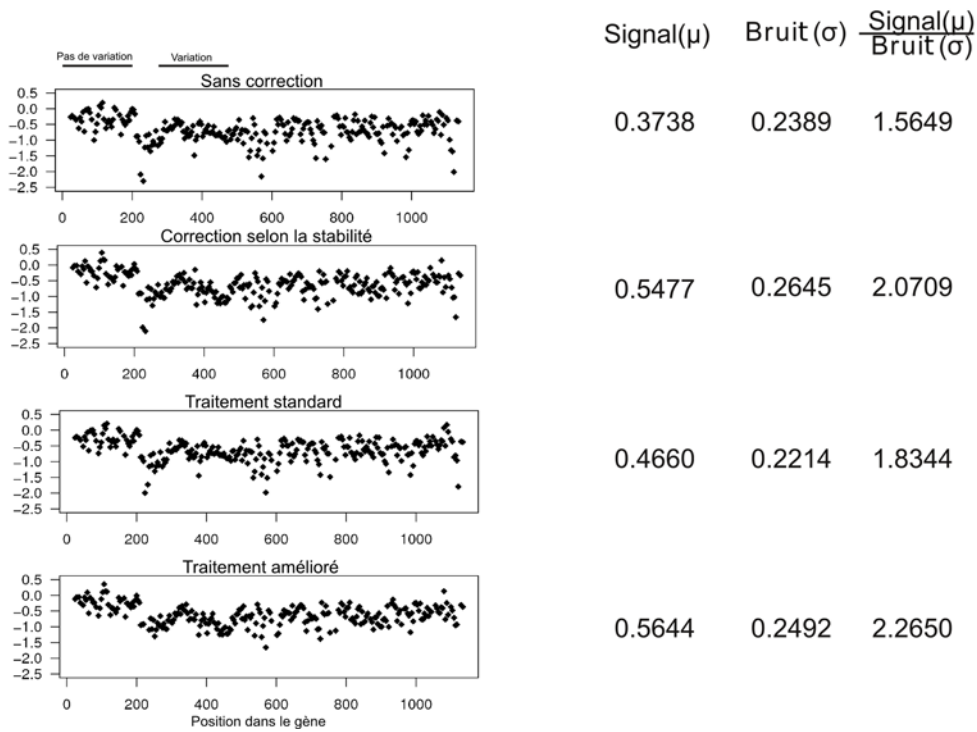 Signal(μ) Bruit (σ) Signal(μ)
Bruit (σ)
Pas de variation Variation
Sans correction
0.5
0.0
−0.5
−1.0
−1.5
−2.0
−2.5
0.3738 0.2389 1.5649
0 200 400 600 800 1000
Correction selon la stabilité
0.5
0.0
−0.5
−1.0
−1.5
−2.0
−2.5
0.5477 0.2645 2.0709
0 200 400 600 800 1000
Traitement standard
0.5
0.0
−0.5
−1.0
−1.5
−2.0
−2.5
0.4660 0.2214 1.8344
0 200 400 600 800 1000
Traitement amélioré
0.5
0.0
−0.5
−1.0
−1.5
−2.0
−2.5
0.5644 0.2492 2.2650
0 200 400 600 800 1000
Position dans le gène